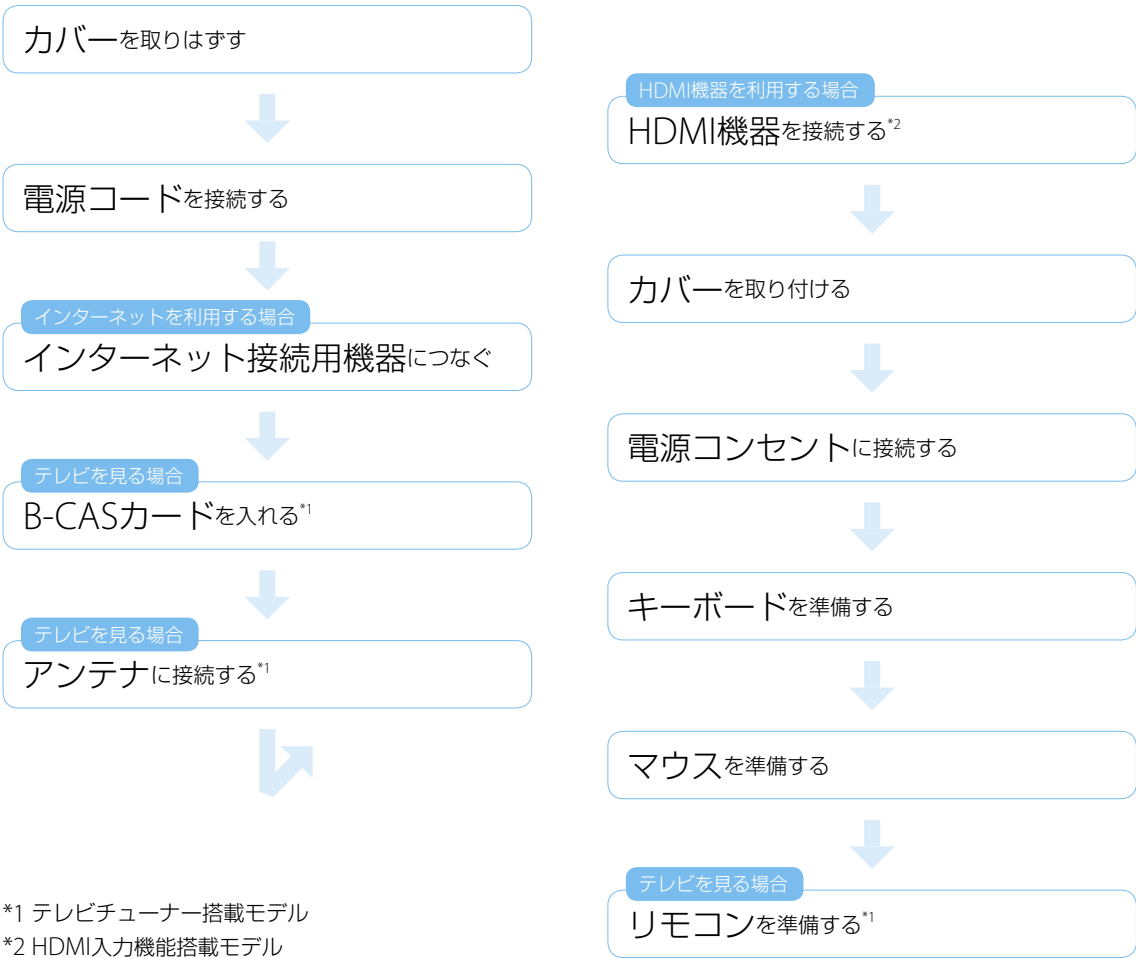 カバーを取りはずす
電源コードを接続する
インターネットを利用する場合
インターネット接続用機器につなぐ
テレビを見る場合
B-CASカードを入れる*1
テレビを見る場合
アンテナに接続する*1
HDMI機器を利用する場合
HDMI機器を接続する*2
カバーを取り付ける
電源コンセントに接続する
キーボードを準備する
マウスを準備する
テレビを見る場合
リモコンを準備する*1
*1 テレビチューナー搭載モデル
*2 HDMI入力機能搭載モデル